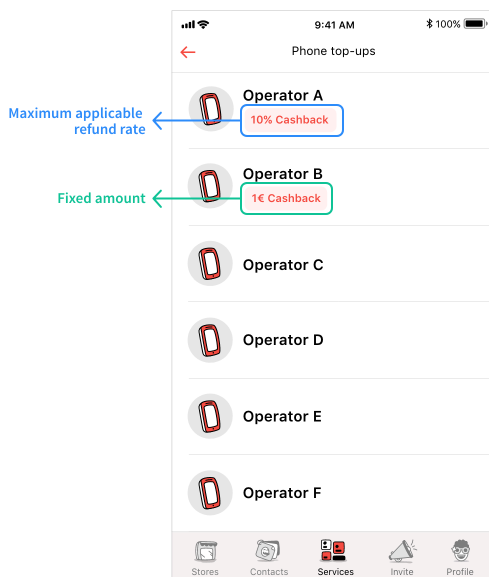 9:41 AM
100%
Phone top-ups
Operator A
Maximum applicable
refund rate
10% Cashback
Operator B
Fixed amount
1€ Cashback
Operator C
Operator D
Operator E
Operator F
Stores
Contacts
Services
Invite
Profile